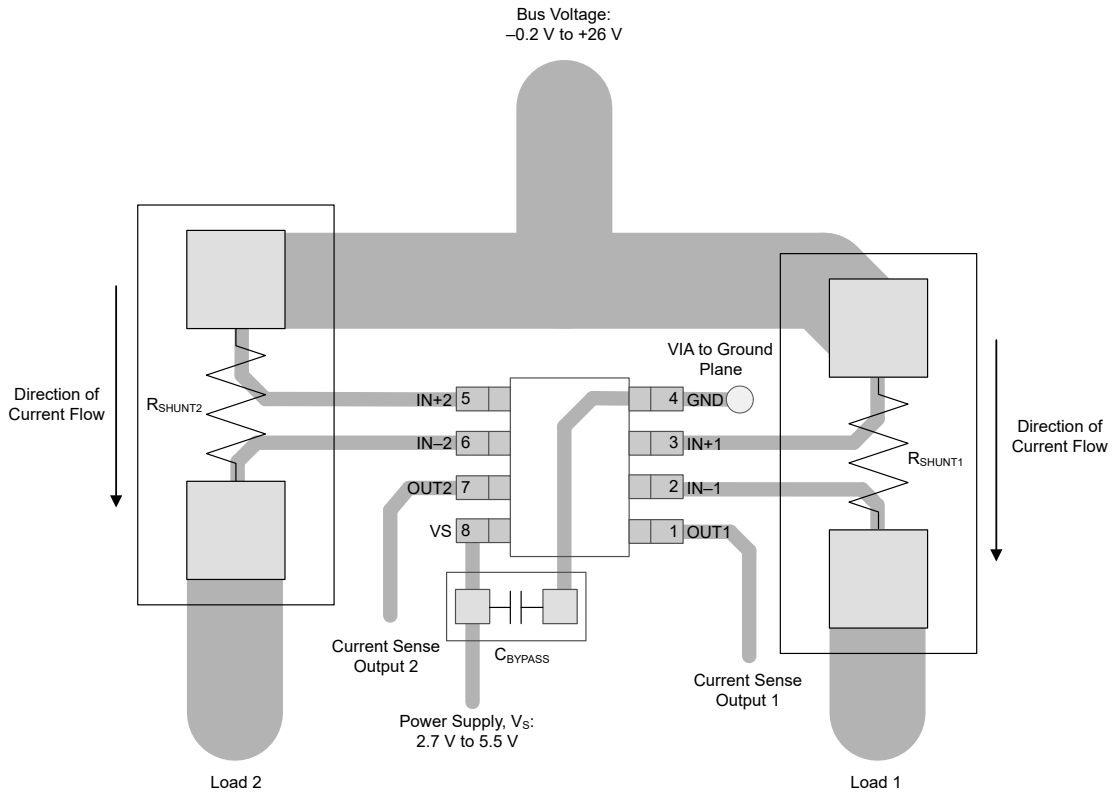 Bus Voltage:
–0.2 V to +26 V
VIA to Ground
Plane
Direction of
Current Flow
RSHUNT2
IN+2 5
4 GND
IN–2 6
3 IN+1
Direction of
Current Flow
RSHUNT1
OUT2 7
2 IN–1
VS 8
1 OUT1
Current Sense
Output 2
CBYPASS
Current Sense
Output 1
Power Supply, VS:
2.7 V to 5.5 V
Load 2
Load 1